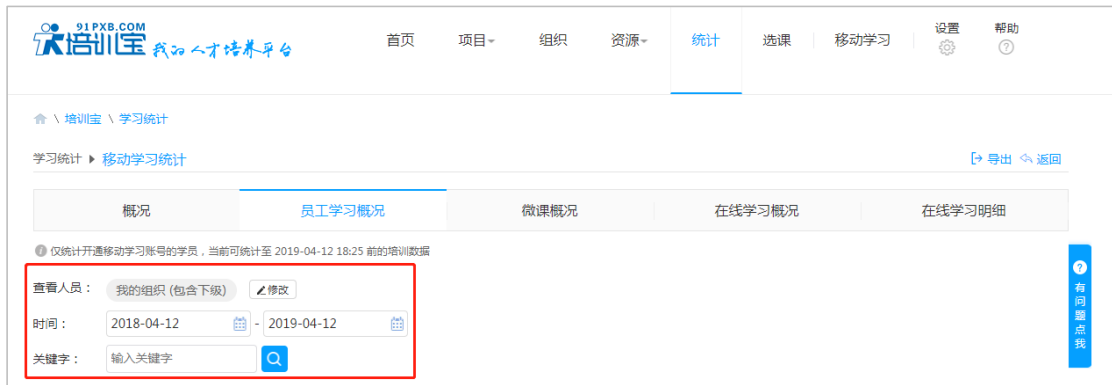 91PXB.COM
培训宝 我的人才培养平台
首页 项目 组织 资源 统计 选课 移动学习 设置 帮助
\ 培训宝 \ 学习统计
学习统计 ▶ 移动学习统计 导出 返回
概况 员工学习概况 微课概况 在线学习概况 在线学习明细
仅统计开通移动学习账号的学员，当前可统计至 2019-04-12 18:25 前的培训数据
查看人员： 我的组织 (包含下级) 修改
时间： 2018-04-12 - 2019-04-12
关键字： 输入关键字
有问题点我